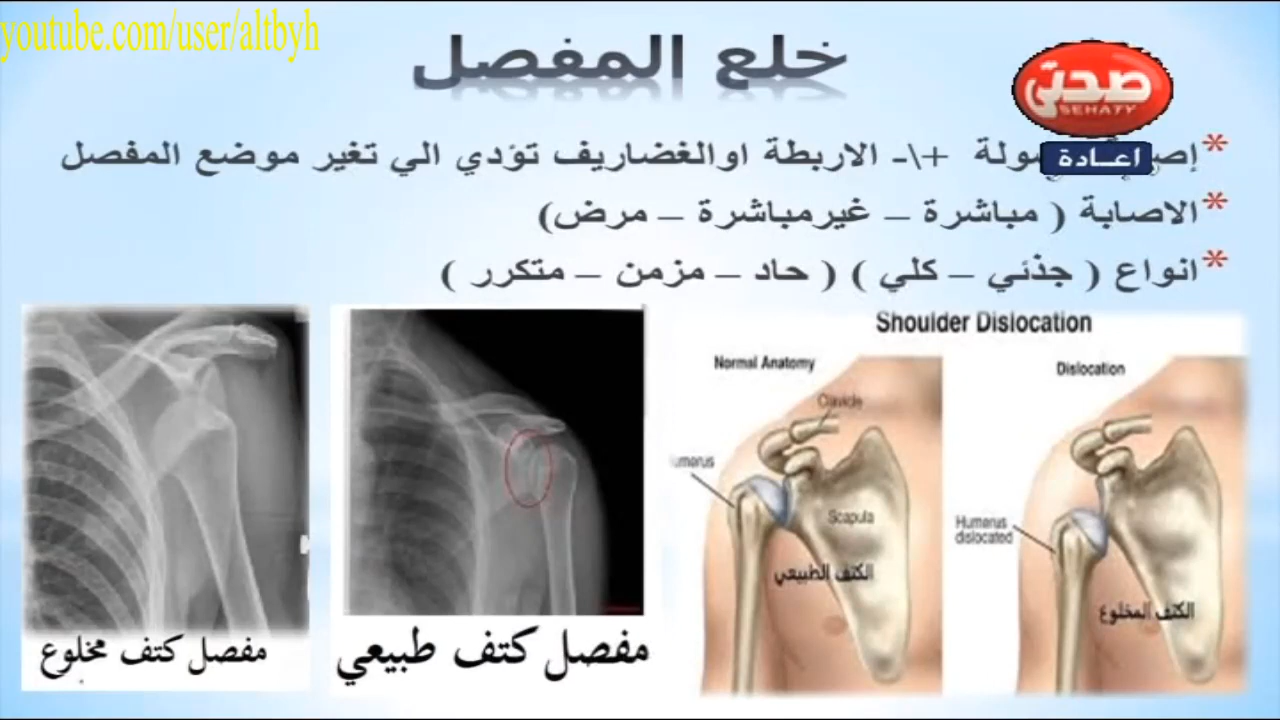 youtube.com/user/altbyh
خلع المفصل
صحتي
SEHATY
اعادة
الاربطة اوالغضاريف تؤدي الي تغير موضع المفصل -\+
الاصابة ( مباشرة – غيرمباشرة – مرض)
انواع ( جذئي – كلي ) ( حاد – مزمن – متكرر )
Shoulder Dislocation
Normal Anatomy
Dislocation
Clavicle
umerus
Scapula
Humerus
dislocated
الكتف الطبيعي
الكتف المخلوع
مفصل كتف طبيعي
مفصل كتف مخلوع